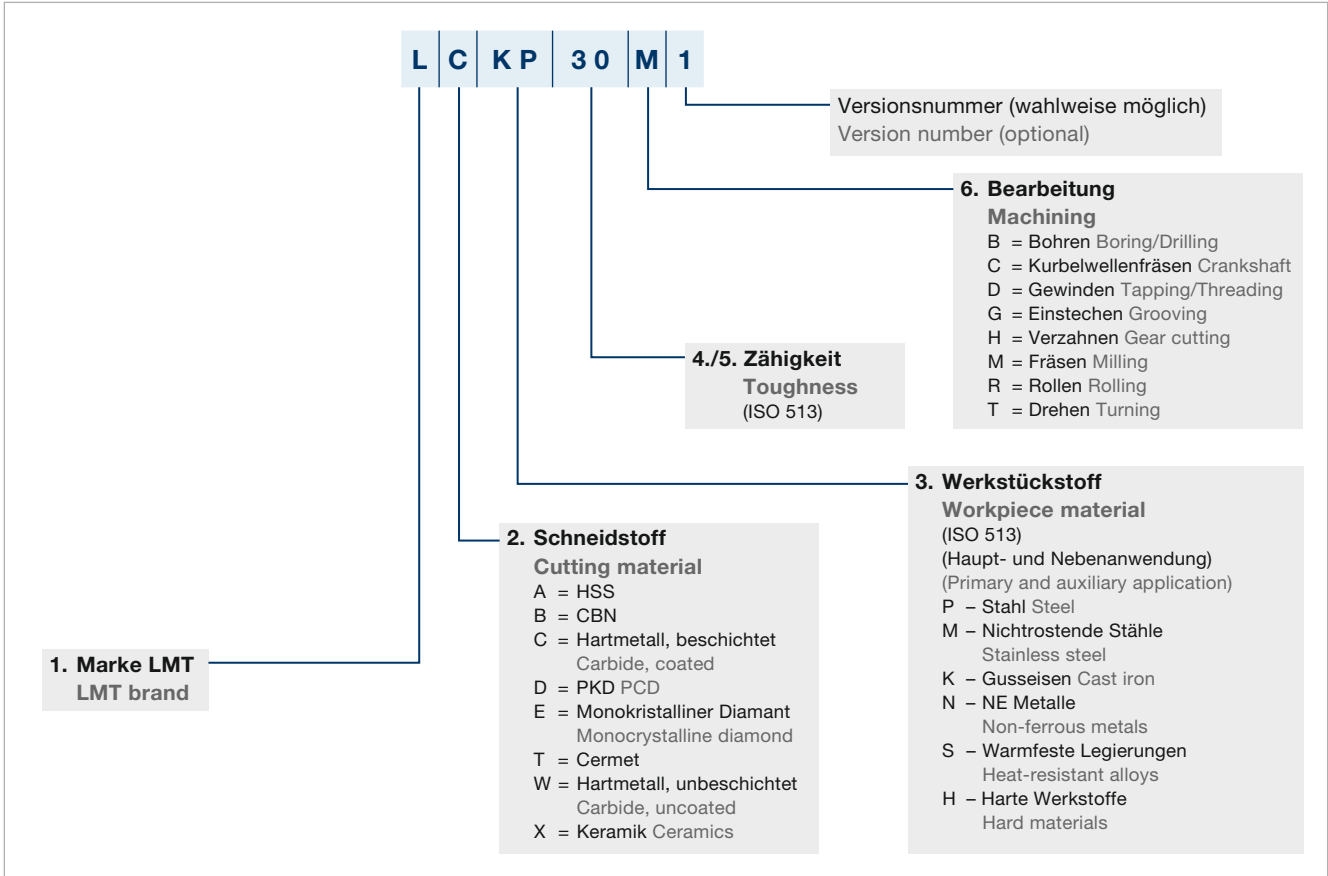 L C K P 3 0 M 1
Versionsnummer (wahlweise möglich)
Version number (optional)
6. Bearbeitung
Machining
B = Bohren Boring/Drilling
C = Kurbelwellenfräsen Crankshaft
D = Gewinden Tapping/Threading
G = Einstechen Grooving
H = Verzahnen Gear cutting
M = Fräsen Milling
R = Rollen Rolling
T = Drehen Turning
4./5. Zähigkeit
Toughness
(ISO 513)
3. Werkstückstoff
Workpiece material
(ISO 513)
(Haupt- und Nebenanwendung)
(Primary and auxiliary application)
P – Stahl Steel
M – Nichtrostende Stähle
Stainless steel
K – Gusseisen Cast iron
N – NE Metalle
Non-ferrous metals
S – Warmfeste Legierungen
Heat-resistant alloys
H – Harte Werkstoffe
Hard materials
2. Schneidstoff
Cutting material
A = HSS
B = CBN
C = Hartmetall, beschichtet
Carbide, coated
D = PKD PCD
E = Monokristalliner Diamant
Monocrystalline diamond
T = Cermet
W = Hartmetall, unbeschichtet
Carbide, uncoated
X = Keramik Ceramics
1. Marke LMT
LMT brand